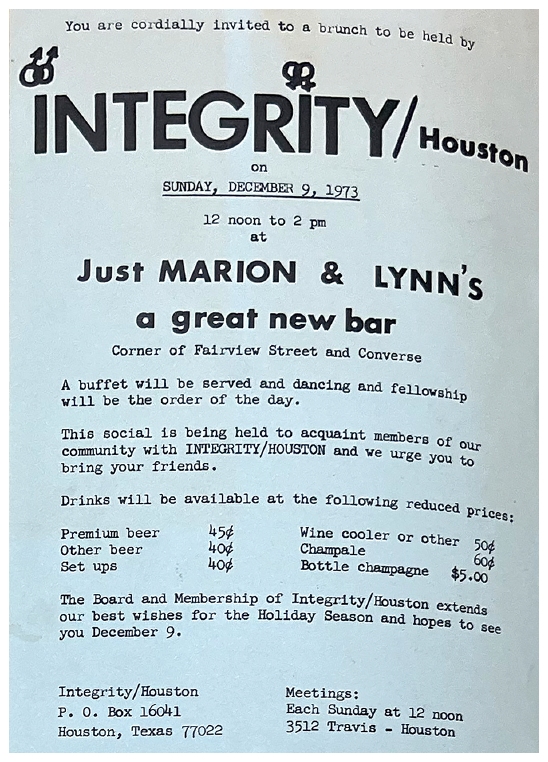 You are cordially invited to a brunch to be held by
INTEGRITY/Houston
on
SUNDAY, DECEMBER 9, 1973
12 noon to 2 pm
at
Just MARION & LYNN'S
a great new bar
Corner of Fairview Street and Converse
A buffet will be served and dancing and fellowship
will be the order of the day.
This social is being held to acquaint members of our
community with INTEGRITY/HOUSTON and we urge you to
bring your friends.
Drinks will be available at the following reduced prices:
Premium beer 45¢ Wine cooler or other 50¢
Other beer 40¢ Champale 60¢
Set ups 40¢ Bottle champagne $5.00
The Board and Membership of Integrity/Houston extends
our best wishes for the Holiday Season and hopes to see
you December 9.
Integrity/Houston
P. O. Box 16041
Houston, Texas 77022
Meetings:
Each Sunday at 12 noon
3512 Travis - Houston